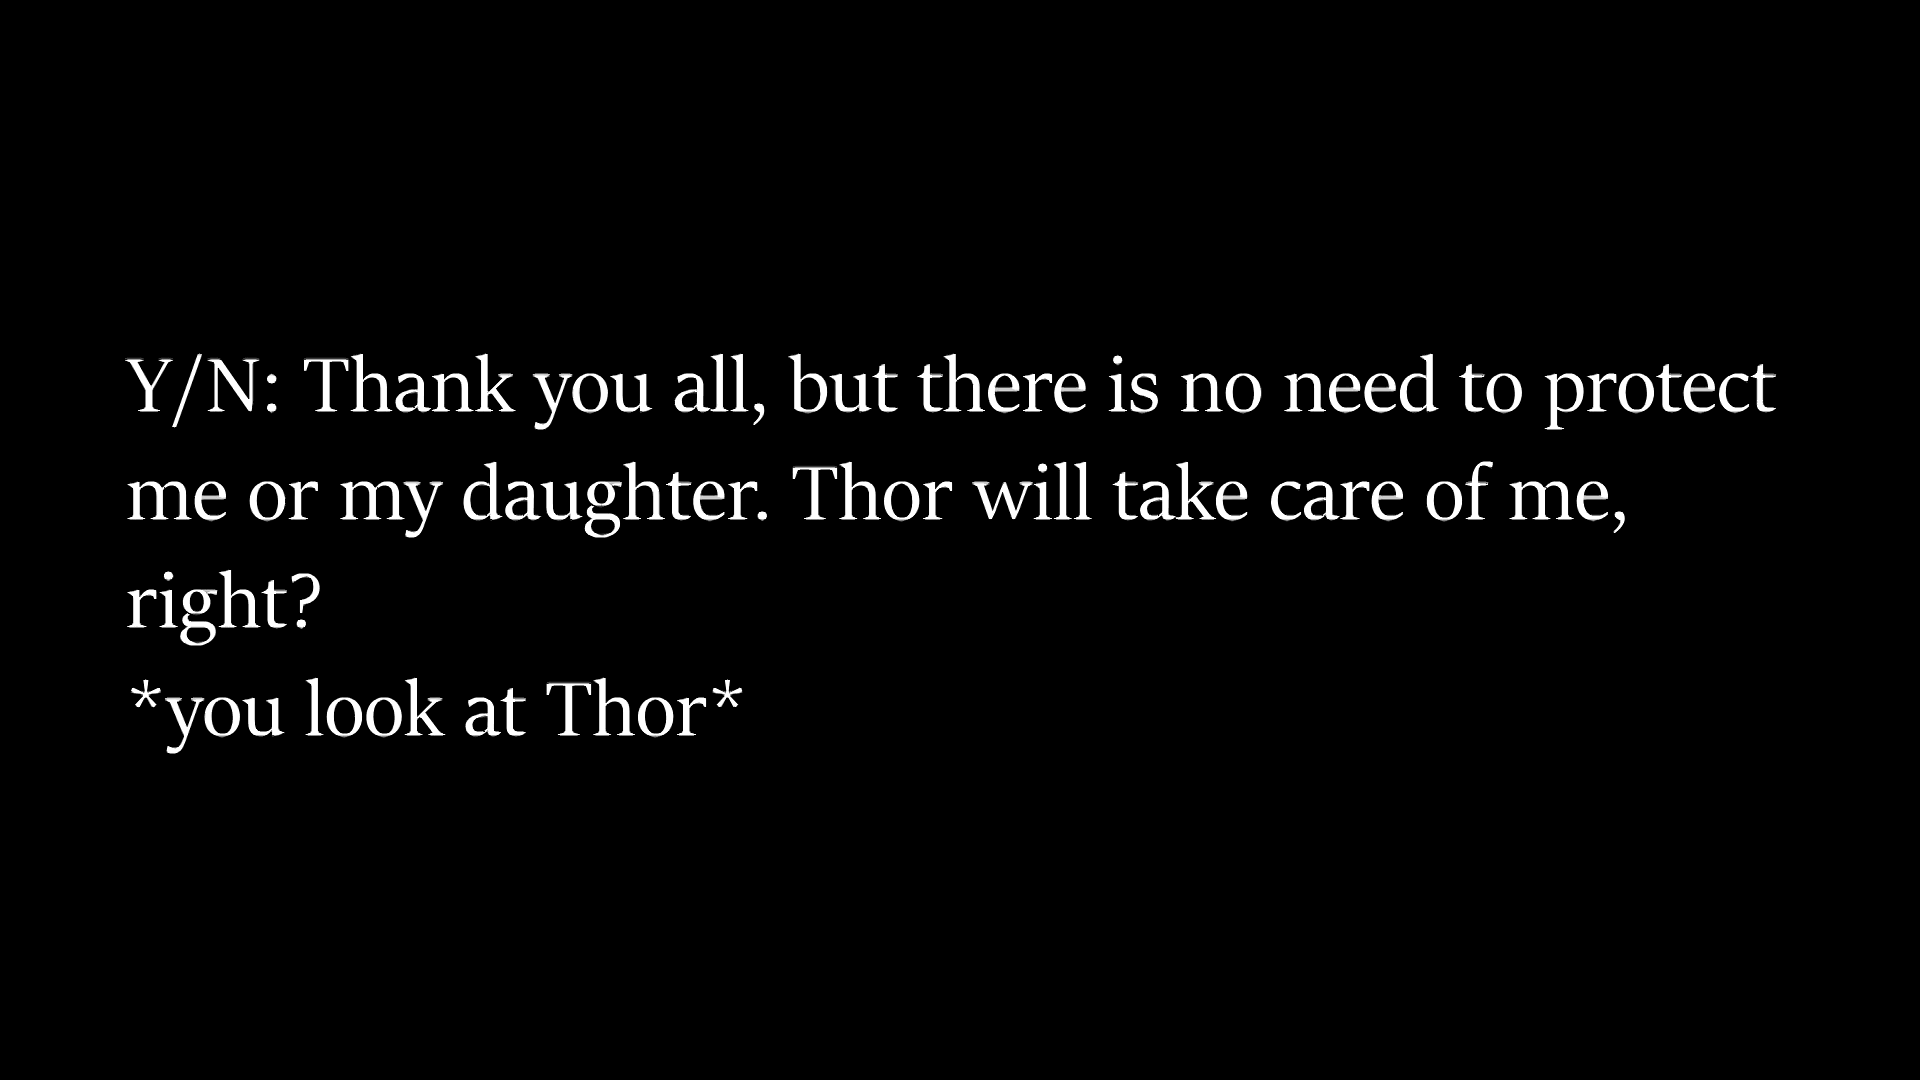 Y/N: Thank you all, but there is no need to protect
me or my daughter. Thor will take care of me,
right?
*you look at Thor*